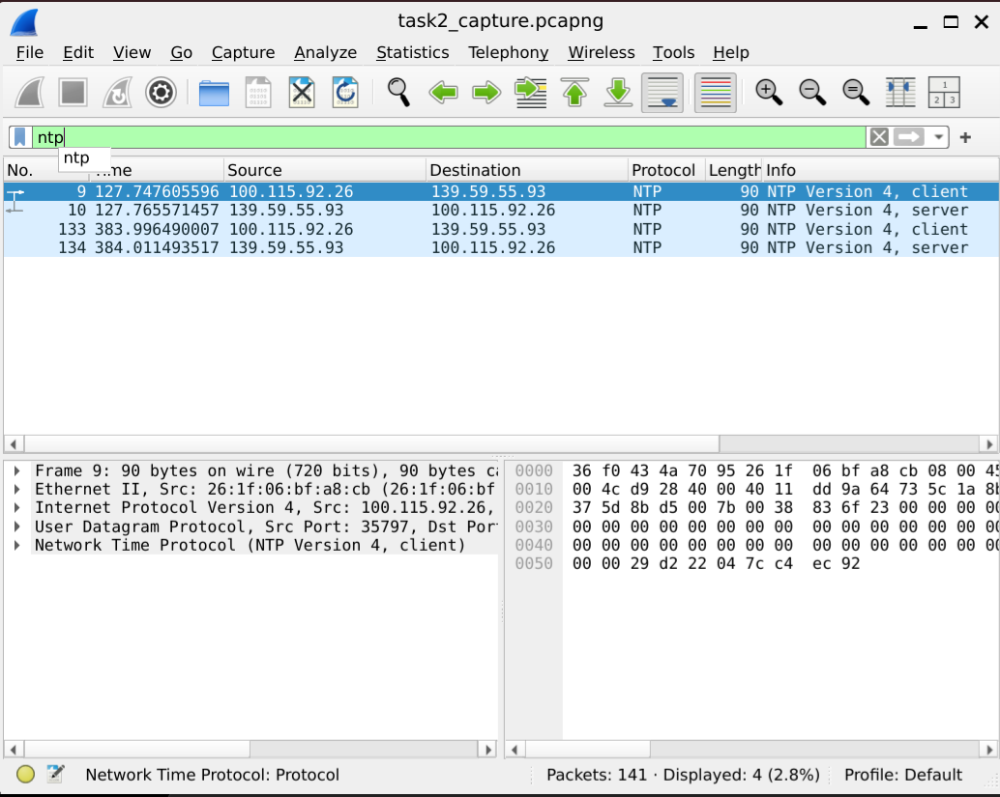 task2_capture.pcapng
File Edit View Go Capture Analyze Statistics Telephony Wireless Tools Help
ntp
ntp
No. Source Destination Protocol Length Info
9 127.747605596 100.115.92.26 139.59.55.93 NTP 90 NTP Version 4, client
10 127.765571457 139.59.55.93 100.115.92.26 NTP 90 NTP Version 4, server
133 383.996490007 100.115.92.26 139.59.55.93 NTP 90 NTP Version 4, client
134 384.011493517 139.59.55.93 100.115.92.26 NTP 90 NTP Version 4, server
Frame 9: 90 bytes on wire (720 bits), 90 bytes
Ethernet II, Src: 26:1f:06:bf:a8:cb (26:1f:06:bf
Internet Protocol Version 4, Src: 100.115.92.26,
User Datagram Protocol, Src Port: 35797, Dst Por
Network Time Protocol (NTP Version 4, client)
0000 36 f0 43 4a 70 95 26 1f 06 bf a8 cb 08 00 45
0010 00 4c d9 28 40 00 40 11 dd 9a 64 73 5c 1a 8b
0020 37 5d 8b d5 00 7b 00 38 83 6f 23 00 00 00 00
0030 00 00 00 00 00 00 00 00 00 00 00 00 00 00 00
0040 00 00 00 00 00 00 00 00 00 00 00 00 00 00 00
0050 00 00 29 d2 22 04 7c c4 ec 92
Network Time Protocol: Protocol Packets: 141 · Displayed: 4 (2.8%) Profile: Default